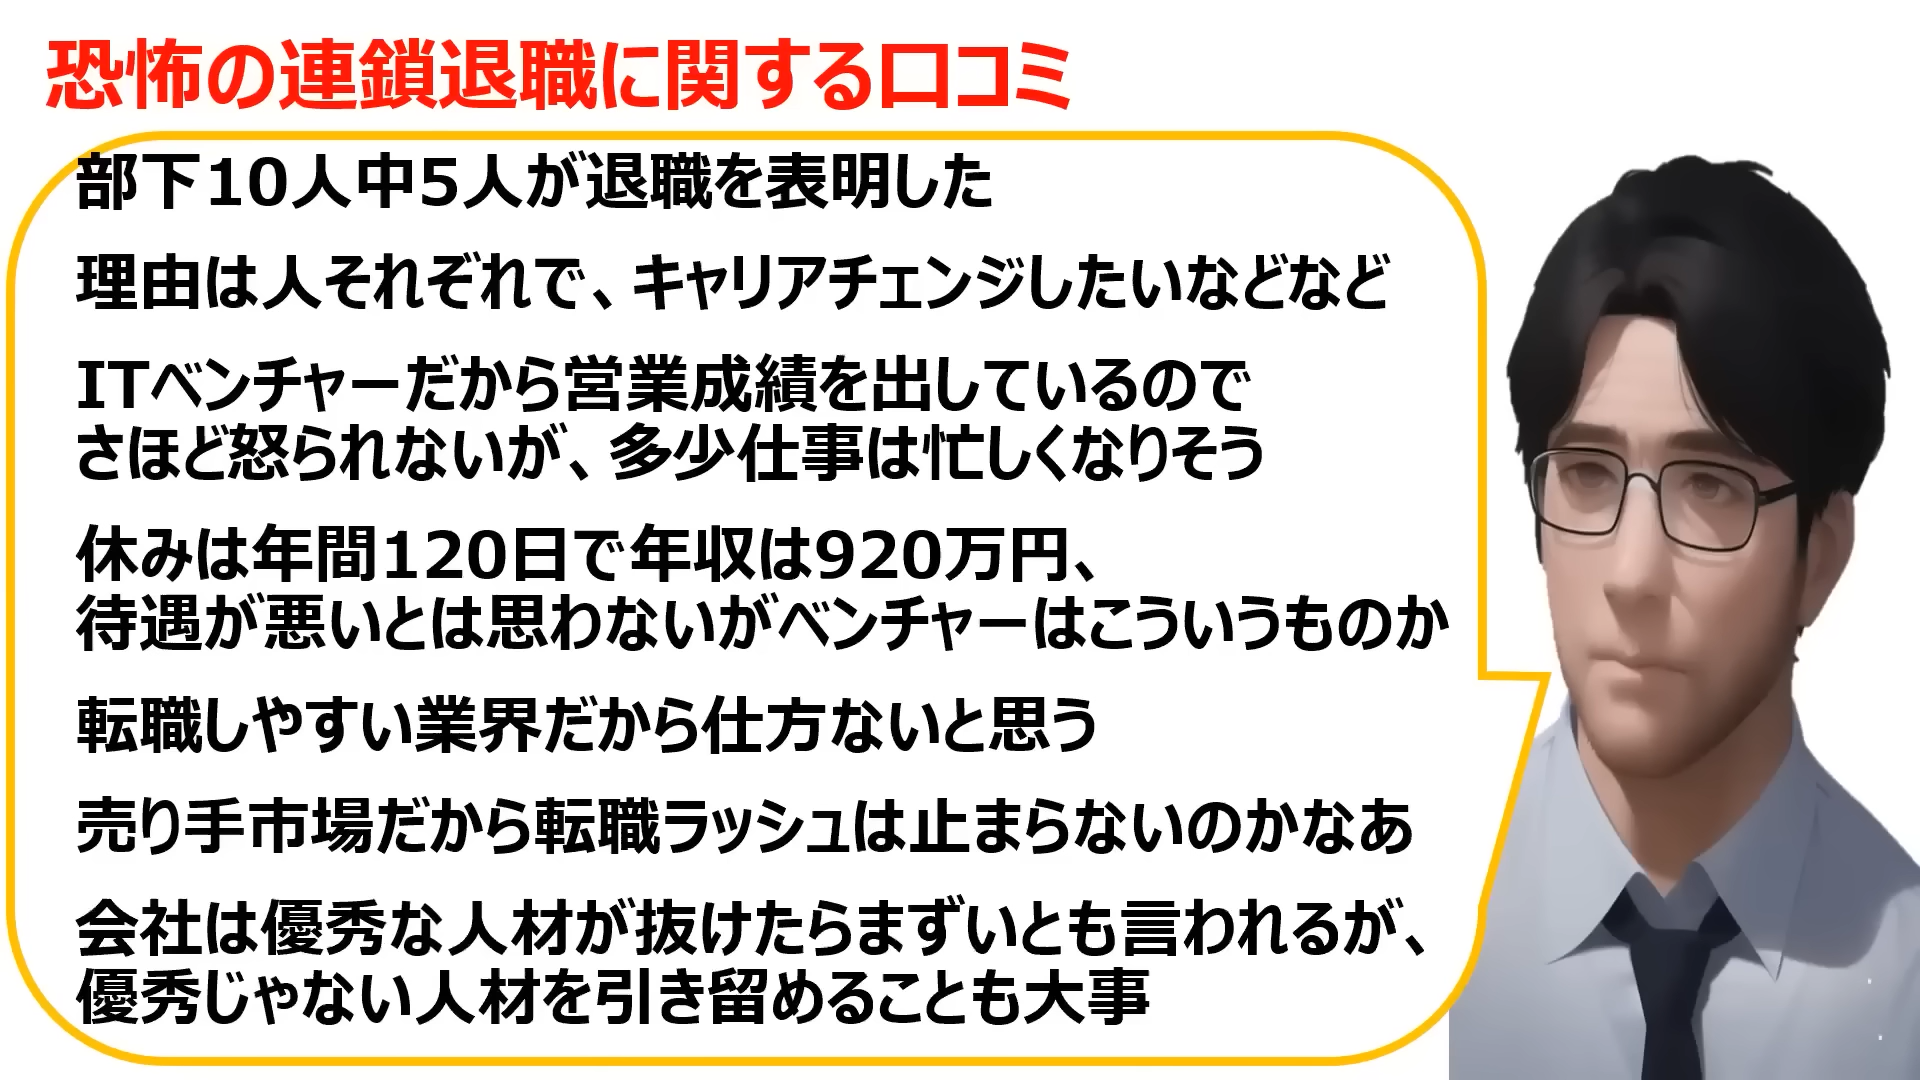 恐怖の連鎖退職に関する口コミ
部下10人中5人が退職を表明した
理由は人それぞれで、キャリアチェンジしたいなどなど
ITベンチャーだから営業成績を出しているので
さほど怒られないが、多少仕事は忙しくなりそう
休みは年間120日で年収は920万円、
待遇が悪いとは思わないがベンチャーはこういうものか
転職しやすい業界だから仕方ないと思う
売り手市場だから転職ラッシュは止まらないのかなあ
会社は優秀な人材が抜けたらまずいとも言われるが、
優秀じゃない人材を引き留めることも大事